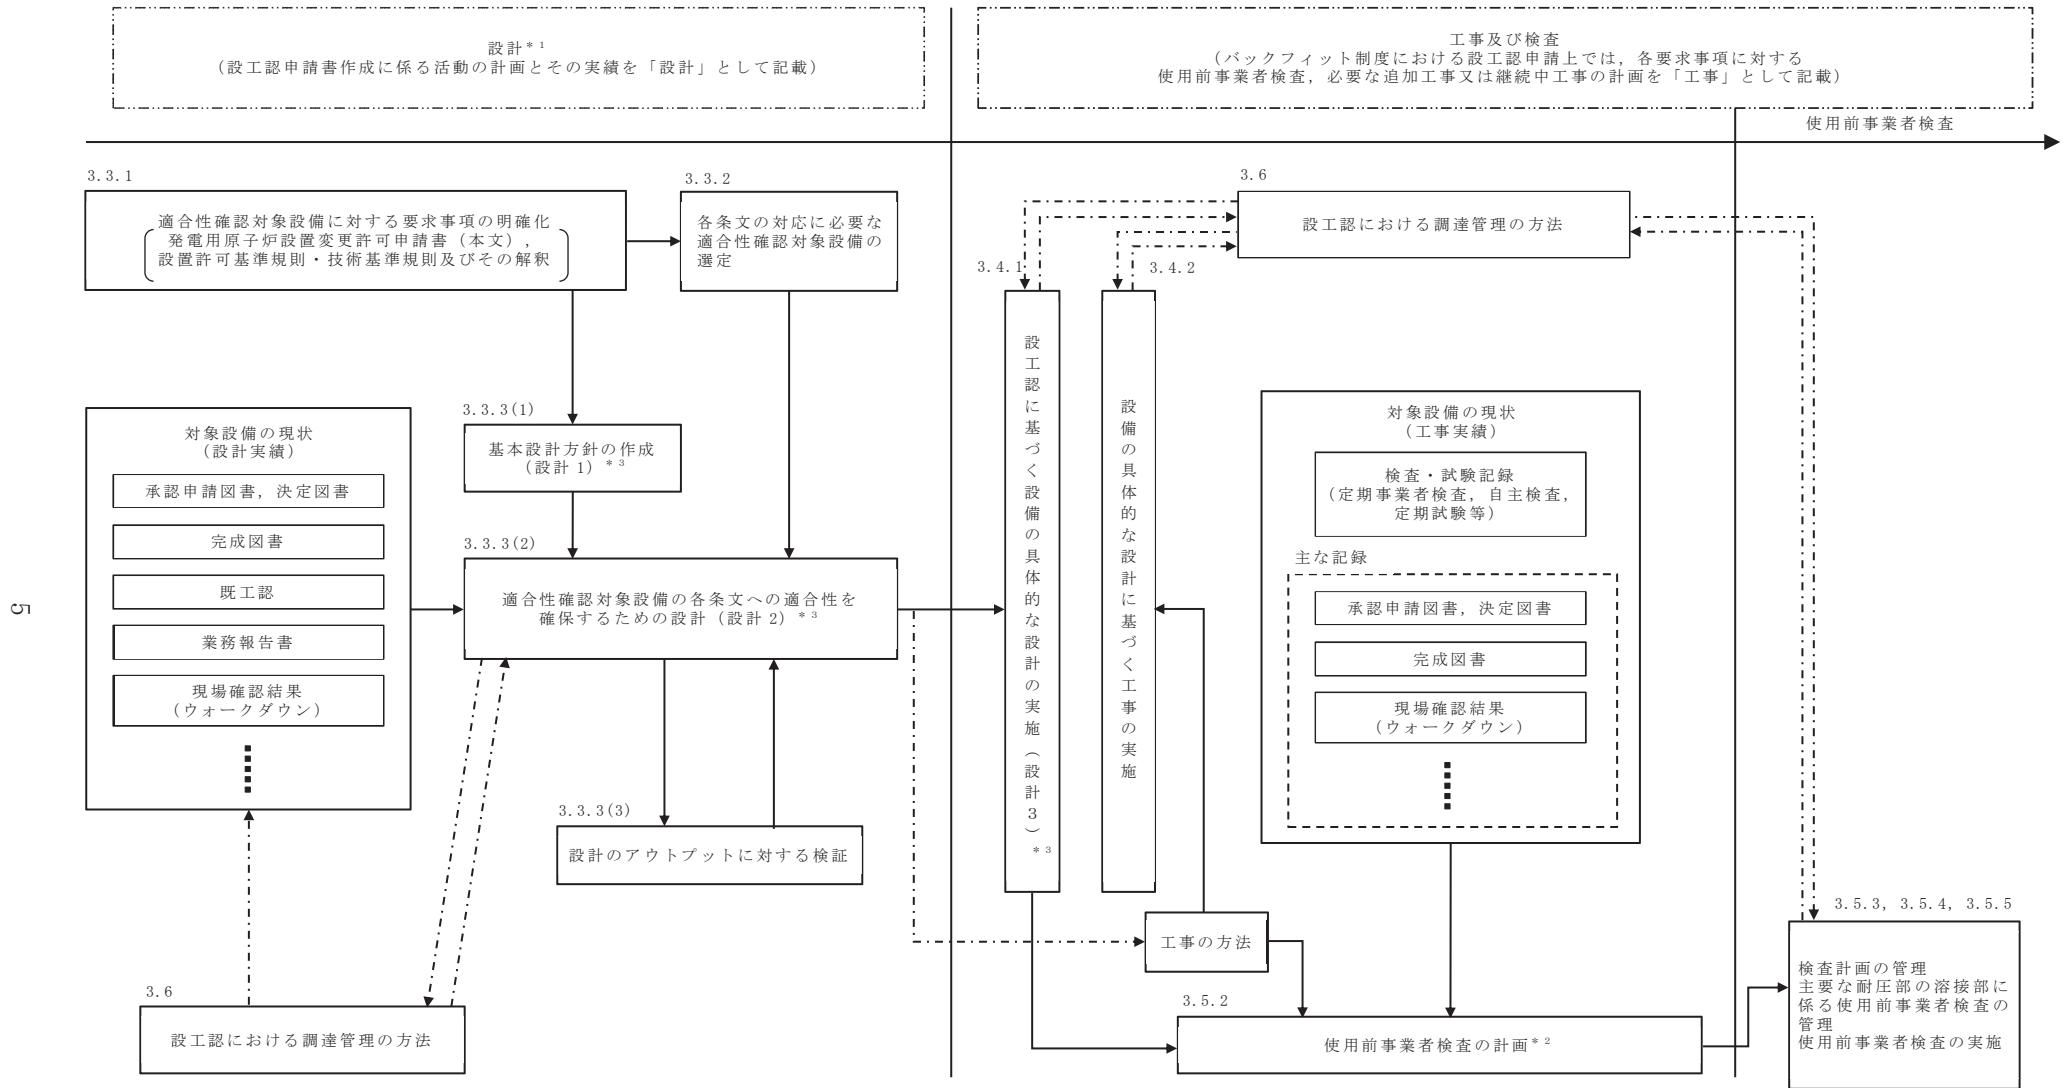 設計*1
(設工認申請書作成に係る活動の計画とその実績を「設計」として記載)
工事及び検査
(バックフィット制度における設工認申請上では，各要求事項に対する
使用前事業者検査，必要な追加工事又は継続中工事の計画を「工事」として記載)
使用前事業者検査
3.3.1
適合性確認対象設備に対する要求事項の明確化
発電用原子炉設置変更許可申請書(本文)，
設置許可基準規則・技術基準規則及びその解釈
3.3.2
各条文の対応に必要な
適合性確認対象設備の
選定
3.6
設工認における調達管理の方法
3.4.1
設工認に基づく設備の具体的な設計の実施(設計3)*3
3.4.2
設備の具体的な設計に基づく工事の実施
対象設備の現状
(設計実績)
承認申請図書，決定図書
完成図書
既工認
業務報告書
現場確認結果
(ウォークダウン)
3.3.3(1)
基本設計方針の作成
(設計1)*3
3.3.3(2)
適合性確認対象設備の各条文への適合性を
確保するための設計(設計2)*3
3.3.3(3)
設計のアウトプットに対する検証
3.6
設工認における調達管理の方法
対象設備の現状
(工事実績)
検査・試験記録
(定期事業者検査，自主検査，
定期試験等)
主な記録
承認申請図書，決定図書
完成図書
現場確認結果
(ウォークダウン)
工事の方法
3.5.2
使用前事業者検査の計画*2
3.5.3, 3.5.4, 3.5.5
検査計画の管理
主要な耐圧部の溶接部に
係る使用前事業者検査の
管理
使用前事業者検査の実施
5